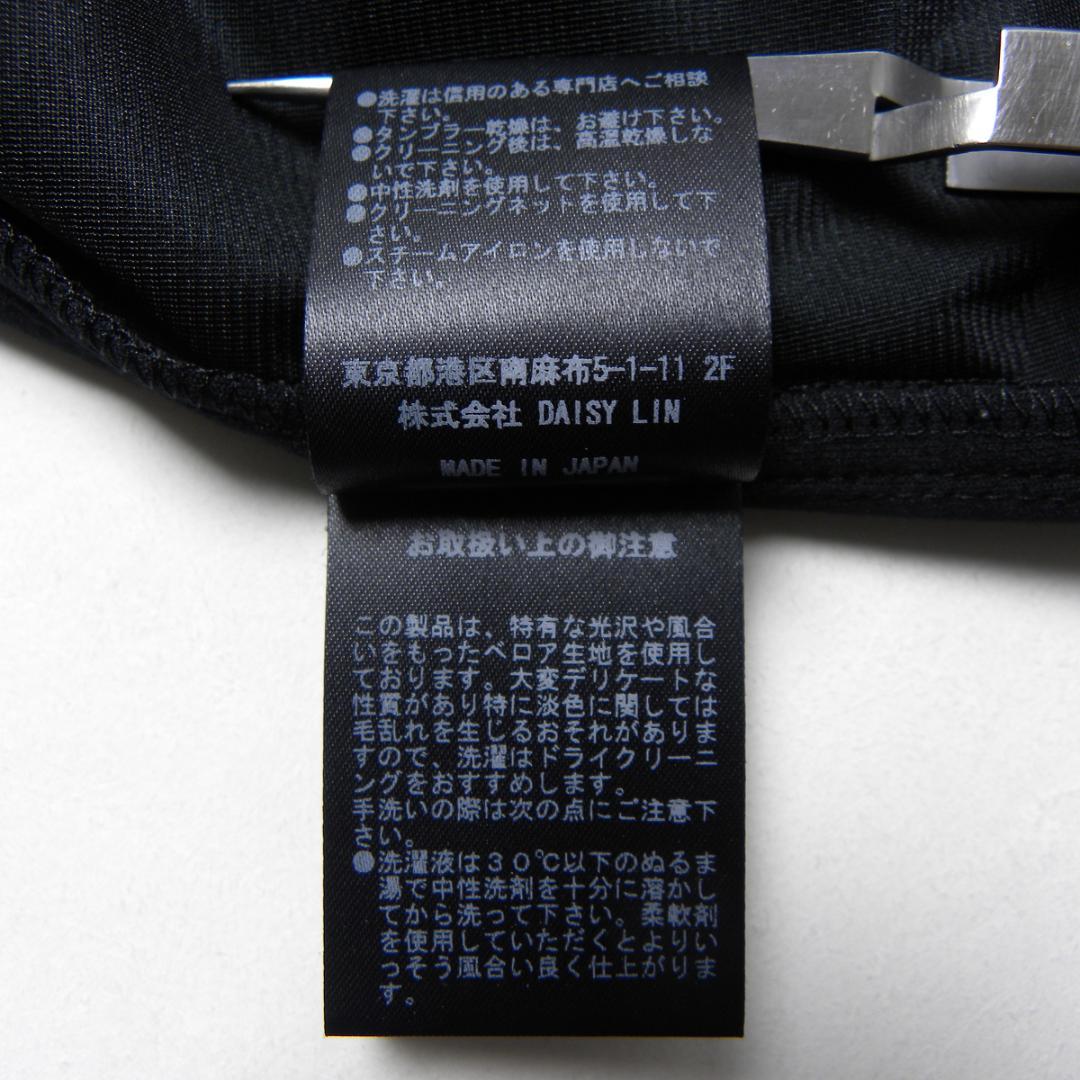 ●洗濯は信用のある専門店へご相談
下さい。
●タンブラー乾燥は、お避け下さい。
●クリーニング後は、高温乾燥しな
いで下さい。
●中性洗剤を使用して下さい。
●クリーニングネットを使用して下
さい。
●スチームアイロンを使用しないで
下さい。
東京都港区南麻布5-1-11 2F
株式会社 DAISY LIN
MADE IN JAPAN
お取扱い上の御注意
この製品は、特有な光沢や風合
いをもったベロア生地を使用し
ております。大変デリケートな
性質があり特に淡色に関しては
毛乱れを生じるおそれがありま
すので、洗濯はドライクリーニ
ングをおすすめします。
手洗いの際は次の点にご注意下
さい。
●洗濯液は30℃以下のぬるま
湯で中性洗剤を十分に溶かし
てから洗って下さい。柔軟剤
を使用していただくとよりい
っそう風合い良く仕上がりま
す。